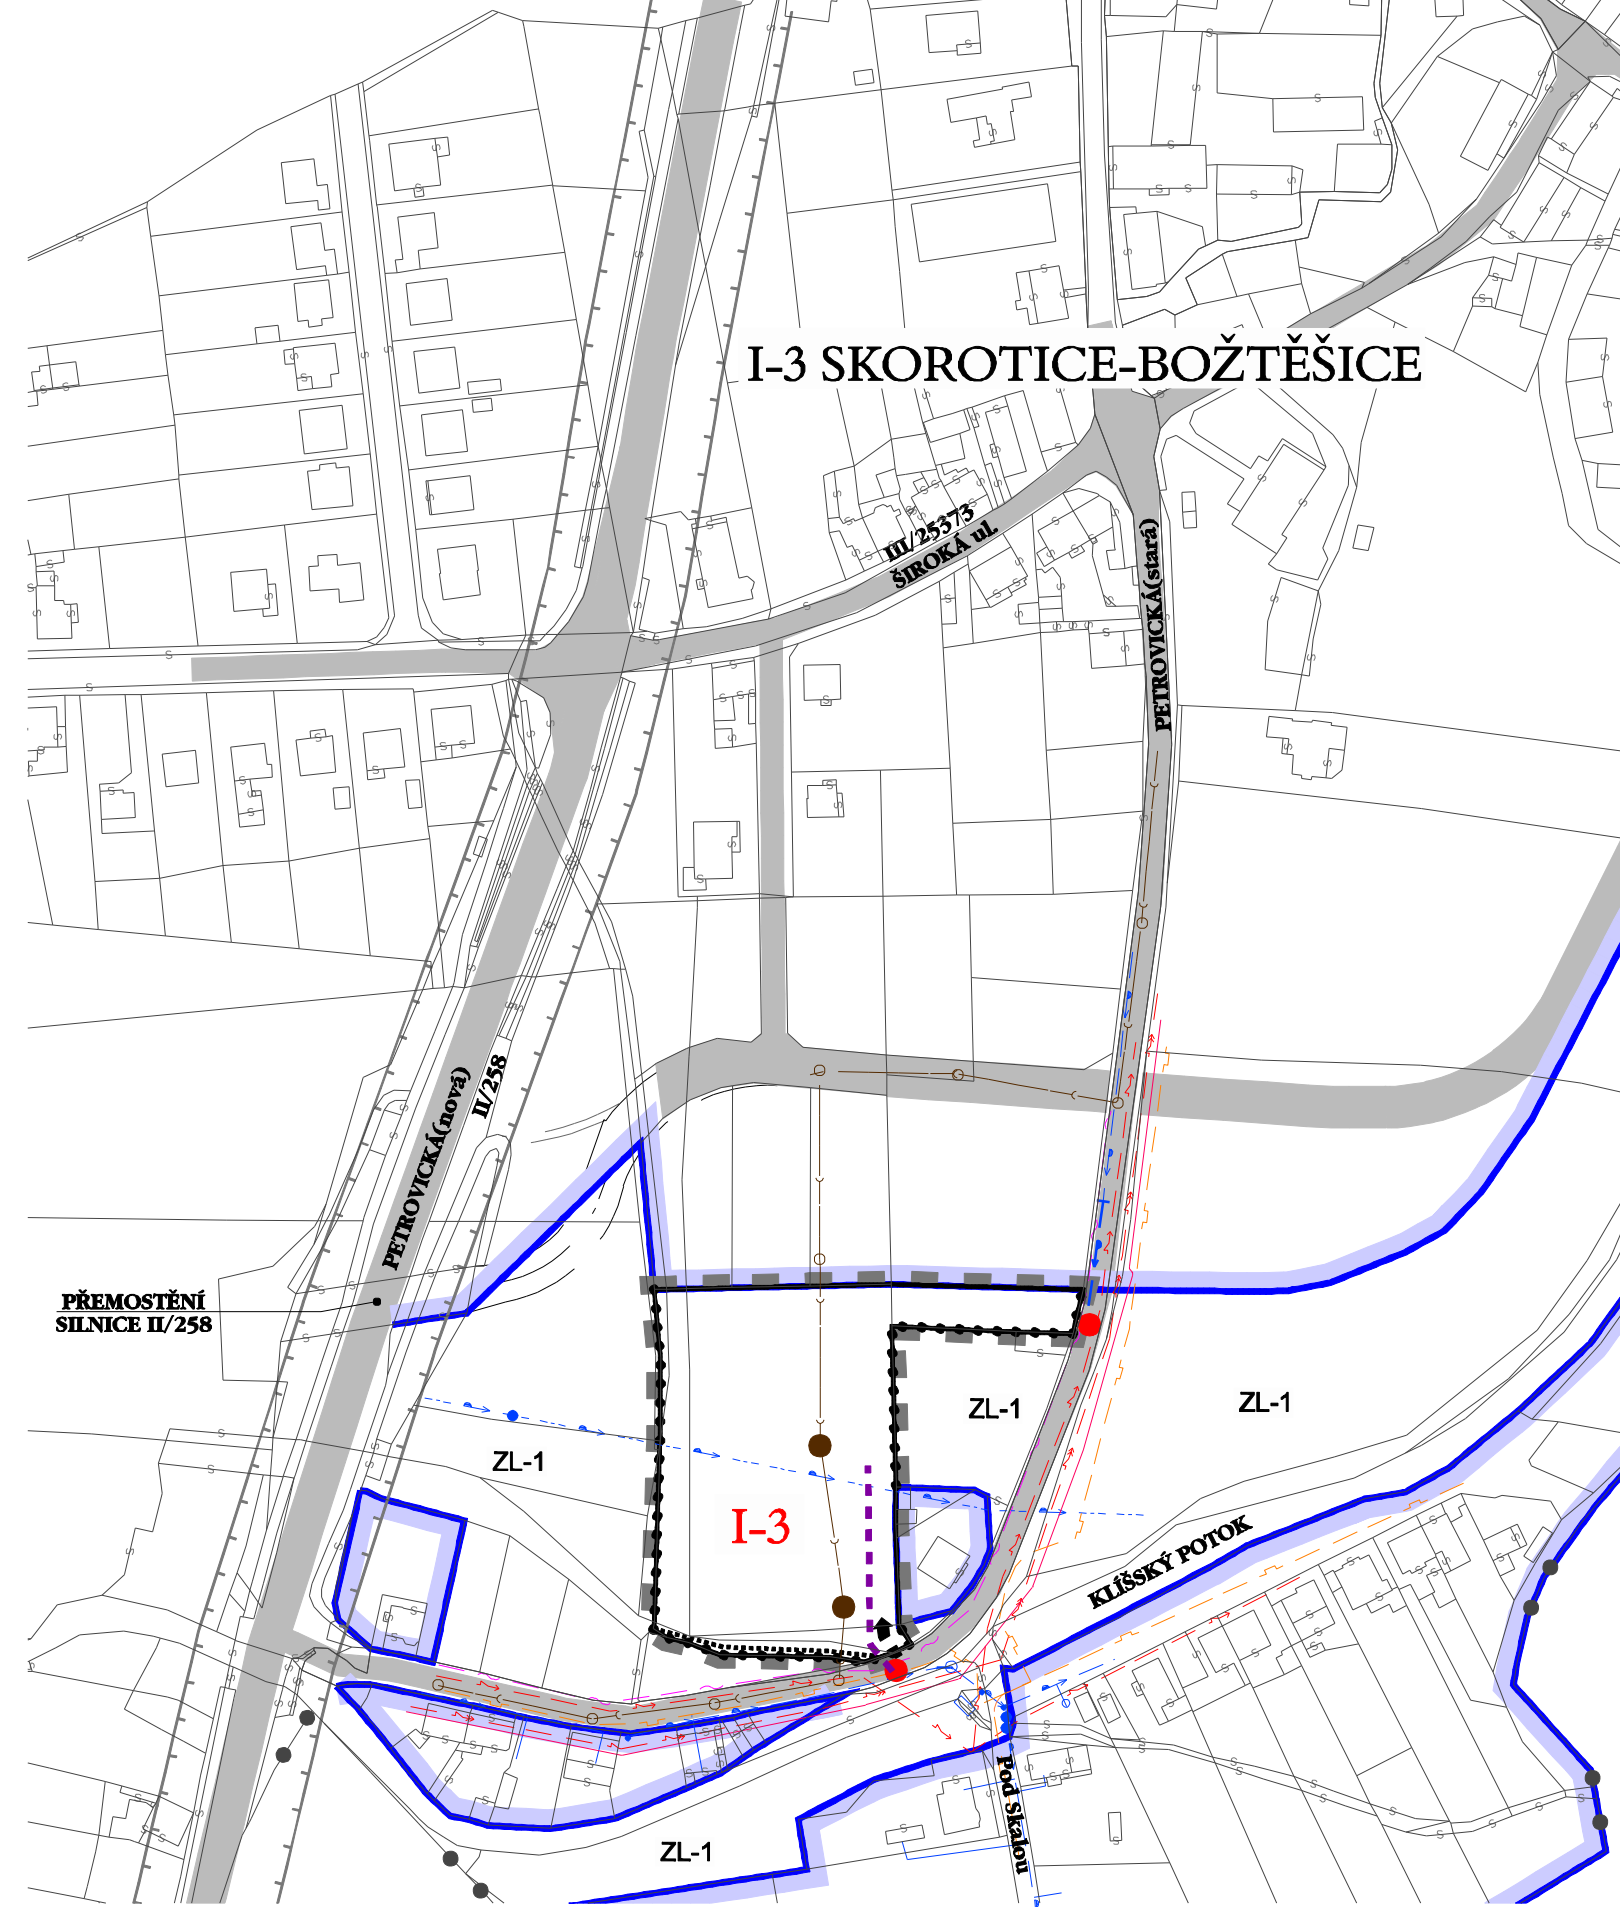 I-3 SKOROTICE-BOŽTĚŠICE
III/25373
ŠIROKÁ ul.
PETROVICKÁ(stará)
PETROVICKÁ(nová)
II/258
PŘEMOSTĚNÍ
SILNICE II/258
ZL-1
ZL-1
ZL-1
I-3
KLÍŠSKÝ POTOK
Pod Skalou
ZL-1